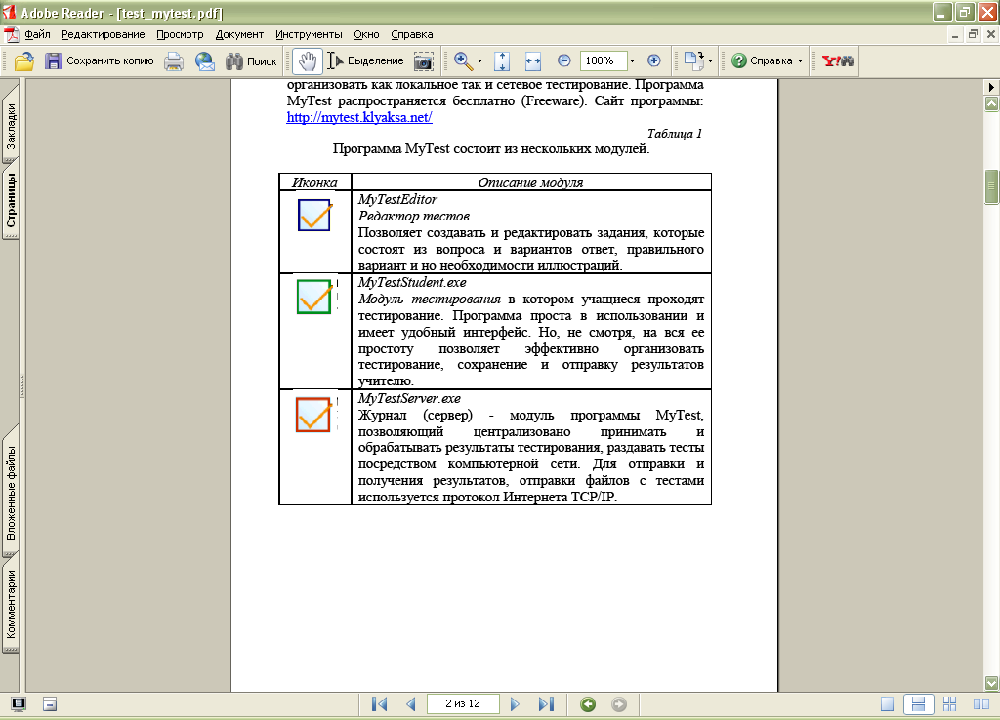 Adobe Reader - [test_mytest.pdf]
Файл Редактирование Просмотр Документ Инструменты Окно Справка
Сохранить копию Поиск Выделение 100% Справка Y!
Закладки
Страницы
Вложенные файлы
Комментарии
организовать как локальное так и сетевое тестирование. Программа
MyTest распространяется бесплатно (Freeware). Сайт программы:
http://mytest.klyaksa.net/
Таблица 1
Программа MyTest состоит из нескольких модулей.
Иконка Описание модуля
MyTestEditor
Редактор тестов
Позволяет создавать и редактировать задания, которые
состоят из вопроса и вариантов ответ, правильного
вариант и но необходимости иллюстраций.
MyTestStudent.exe
Модуль тестирования в котором учащиеся проходят
тестирование. Программа проста в использовании и
имеет удобный интерфейс. Но, не смотря, на вся ее
простоту позволяет эффективно организовать
тестирование, сохранение и отправку результатов
учителю.
MyTestServer.exe
Журнал (сервер) - модуль программы MyTest,
позволяющий централизовано принимать и
обрабатывать результаты тестирования, раздавать тесты
посредством компьютерной сети. Для отправки и
получения результатов, отправки файлов с тестами
используется протокол Интернета TCP/IP.
2 из 12